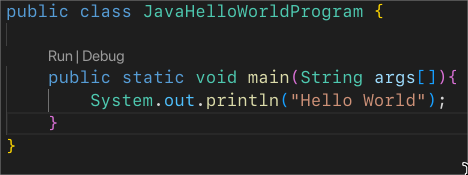 public class JavaHelloWorldProgram {
Run | Debug
public static void main(String args[]){
System.out.println("Hello World");
}
}